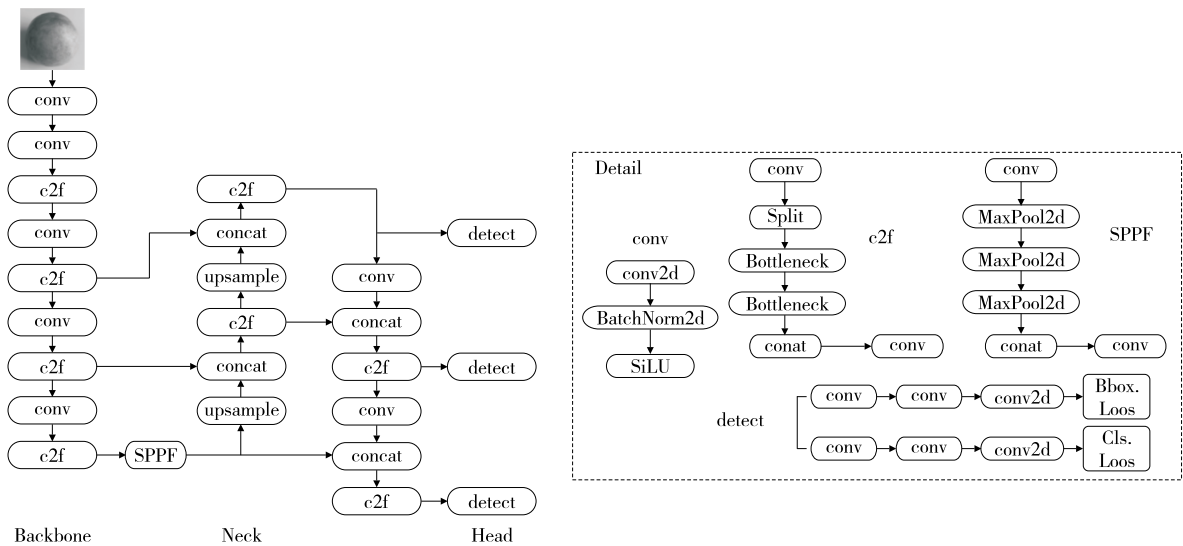 conv
conv
c2f
conv
c2f
conv
c2f
conv
c2f
SPPF
c2f
concat
upsample
c2f
concat
upsample
conv
concat
c2f
conv
concat
c2f
detect
detect
detect
Backbone
Neck
Head
Detail
conv
conv2d
BatchNorm2d
SiLU
conv
Split
Bottleneck
Bottleneck
conat
conv
c2f
conv
MaxPool2d
MaxPool2d
MaxPool2d
conat
conv
SPPF
detect
conv
conv
conv2d
Bbox.
Loos
conv
conv
conv2d
Cls.
Loos